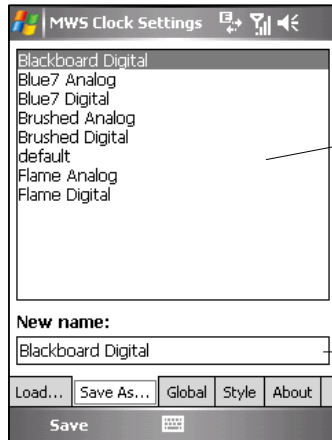 MWS Clock Settings
Blackboard Digital
Blue7 Analog
Blue7 Digital
Brushed Analog
Brushed Digital
default
Flame Analog
Flame Digital
New name:
Blackboard Digital
Load... Save As... Global Style About
Save